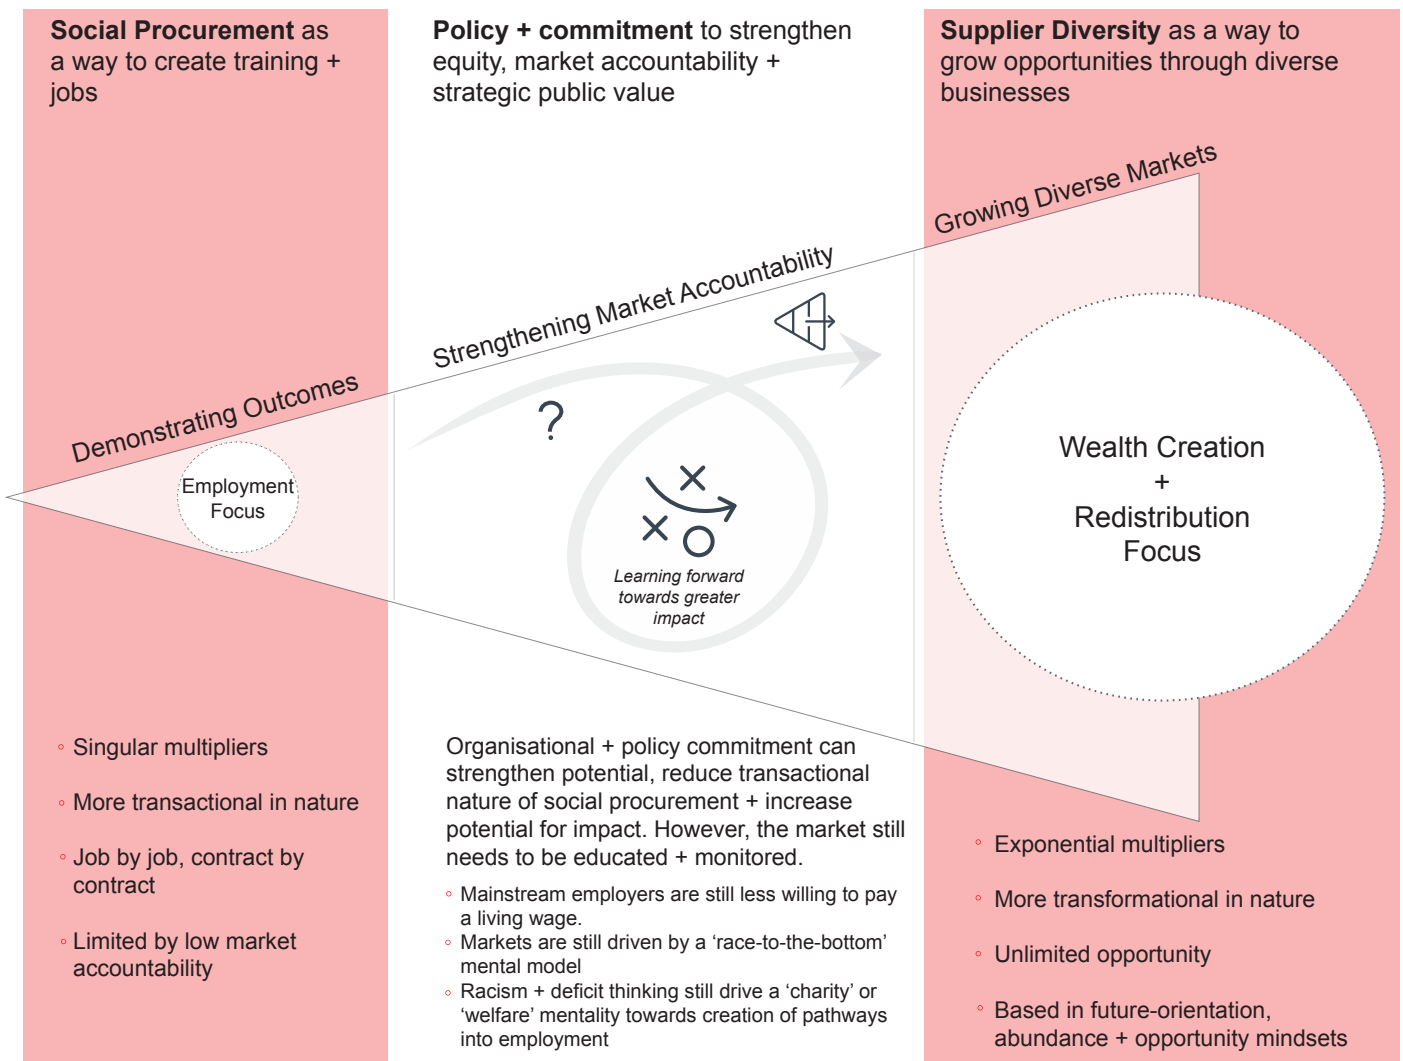 Social Procurement as
a way to create training +
jobs
Policy + commitment to strengthen
equity, market accountability +
strategic public value
Supplier Diversity as a way to
grow opportunities through diverse
businesses
Demonstrating Outcomes
Strengthening Market Accountability
Growing Diverse Markets
Employment
Focus
?
Learning forward
towards greater
impact
Wealth Creation
+
Redistribution
Focus
Singular multipliers
More transactional in nature
Job by job, contract by
contract
Limited by low market
accountability
Organisational + policy commitment can
strengthen potential, reduce transactional
nature of social procurement + increase
potential for impact. However, the market still
needs to be educated + monitored.
Mainstream employers are still less willing to pay
a living wage.
Markets are still driven by a ‘race-to-the-bottom’
mental model
Racism + deficit thinking still drive a ‘charity’ or
‘welfare’ mentality towards creation of pathways
into employment
Exponential multipliers
More transformational in nature
Unlimited opportunity
Based in future-orientation,
abundance + opportunity mindsets